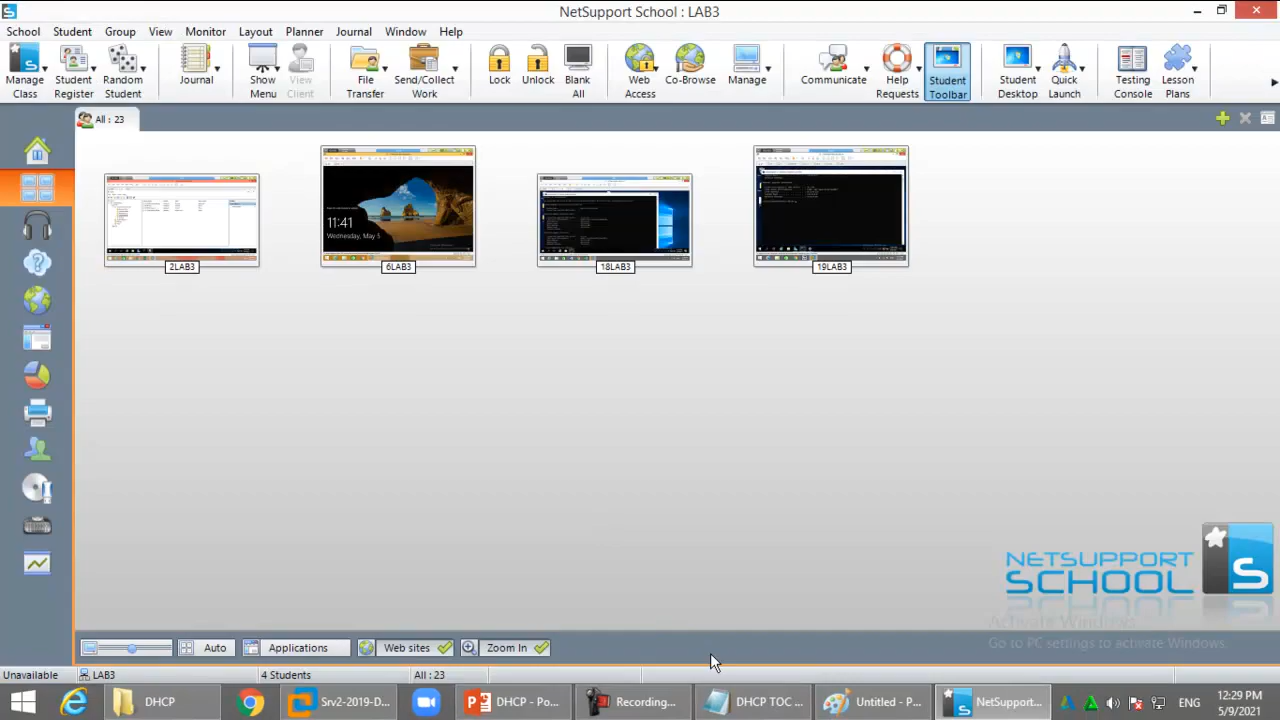 NetSupport School : LAB3
School Student Group View Monitor Layout Planner Journal Window Help
Manage Class
Student Register
Random Student
Journal
Show Menu
View Client
File Transfer
Send/Collect Work
Lock
Unlock
Blank All
Web Access
Co-Browse
Manage
Communicate
Help Requests
Student Toolbar
Student Desktop
Quick Launch
Testing Console
Lesson Plans
All : 23
11:41
Wednesday, May 5
2LAB3
6LAB3
18LAB3
19LAB3
NETSUPPORT
SCHOOL
S
Activate Windows
Go to PC settings to activate Windows.
Auto
Applications
Web sites
Zoom In
Unavailable LAB3 4 Students All : 23
DHCP
Srv2-2019-D...
DHCP - Po...
Recording...
DHCP TOC ...
Untitled - P...
NetSupport...
ENG
12:29 PM
5/9/2021